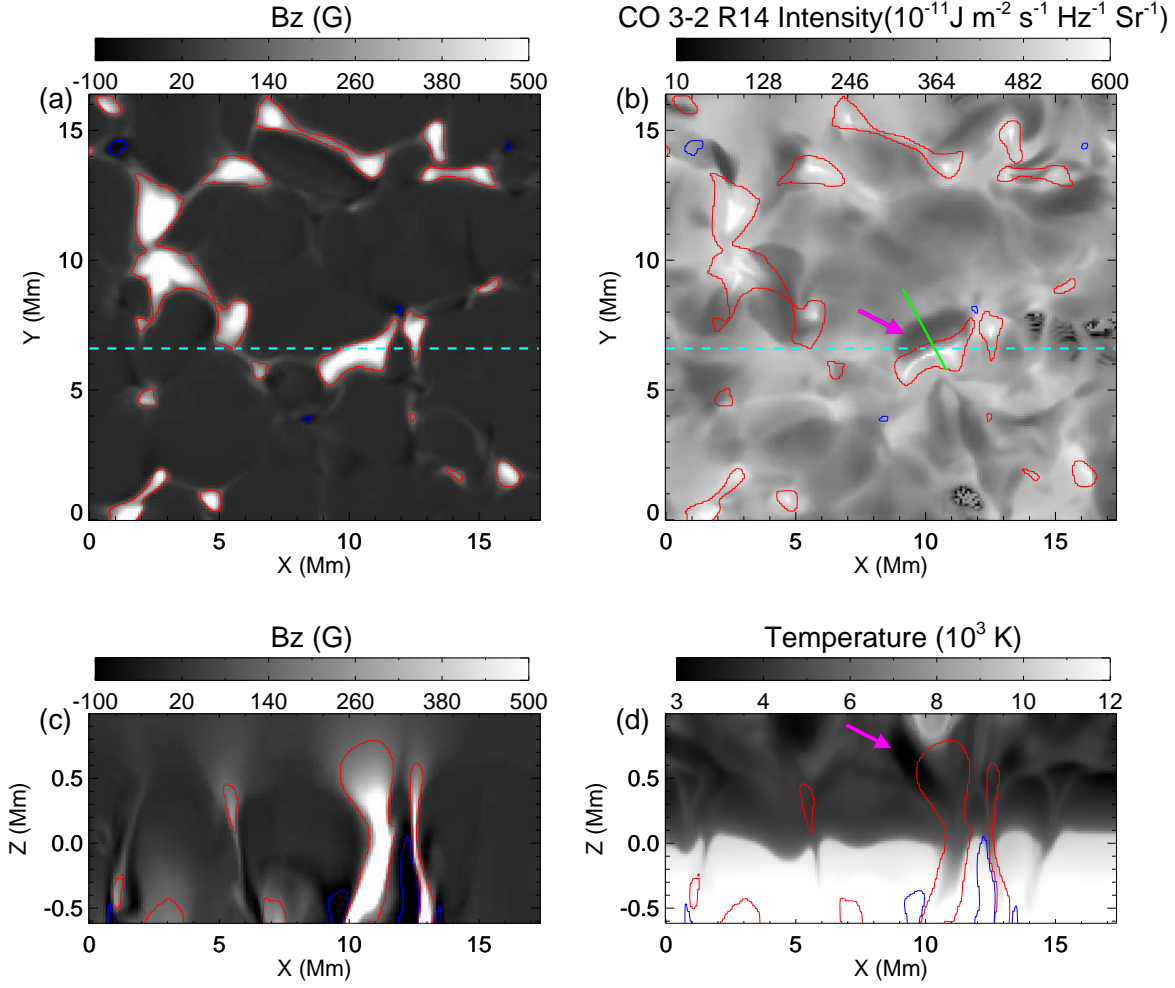 Bz (G)
-100 20 140 260 380 500
(a)
15
10
5
0
Y (Mm)
0 5 10 15
X (Mm)
CO 3-2 R14 Intensity(10⁻¹¹J m⁻² s⁻¹ Hz⁻¹ Sr⁻¹)
10 128 246 364 482 600
(b)
15
10
5
0
Y (Mm)
0 5 10 15
X (Mm)
Bz (G)
-100 20 140 260 380 500
(c)
0.5
0.0
-0.5
Z (Mm)
0 5 10 15
X (Mm)
Temperature (10³ K)
3 4 6 8 10 12
(d)
0.5
0.0
-0.5
Z (Mm)
0 5 10 15
X (Mm)